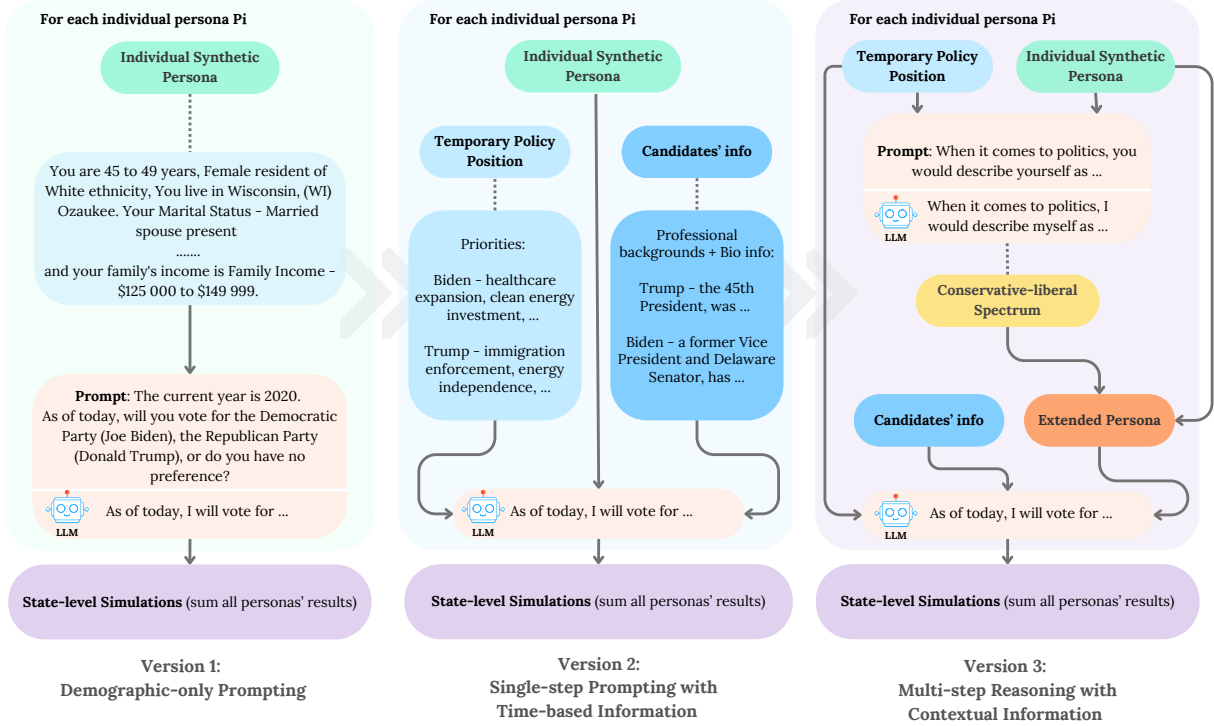 For each individual persona Pi
Individual Synthetic
Persona
You are 45 to 49 years, Female resident of
White ethnicity, You live in Wisconsin, (WI)
Ozaukee. Your Marital Status - Married
spouse present
.......
and your family's income is Family Income -
$125 000 to $149 999.
Prompt: The current year is 2020.
As of today, will you vote for the Democratic
Party (Joe Biden), the Republican Party
(Donald Trump), or do you have no
preference?
LLM
As of today, I will vote for ...
State-level Simulations (sum all personas' results)
Version 1:
Demographic-only Prompting
For each individual persona Pi
Individual Synthetic
Persona
Temporary Policy
Position
Candidates' info
Priorities:
Biden - healthcare
expansion, clean energy
investment, ...
Trump - immigration
enforcement, energy
independence, ...
Professional
backgrounds + Bio info:
Trump - the 45th
President, was ...
Biden - a former Vice
President and Delaware
Senator, has ...
LLM
As of today, I will vote for ...
State-level Simulations (sum all personas' results)
Version 2:
Single-step Prompting with
Time-based Information
For each individual persona Pi
Temporary Policy
Position
Individual Synthetic
Persona
Prompt: When it comes to politics, you
would describe yourself as ...
LLM
When it comes to politics, I
would describe myself as ...
Conservative-liberal
Spectrum
Candidates' info
Extended Persona
LLM
As of today, I will vote for ...
State-level Simulations (sum all personas' results)
Version 3:
Multi-step Reasoning with
Contextual Information